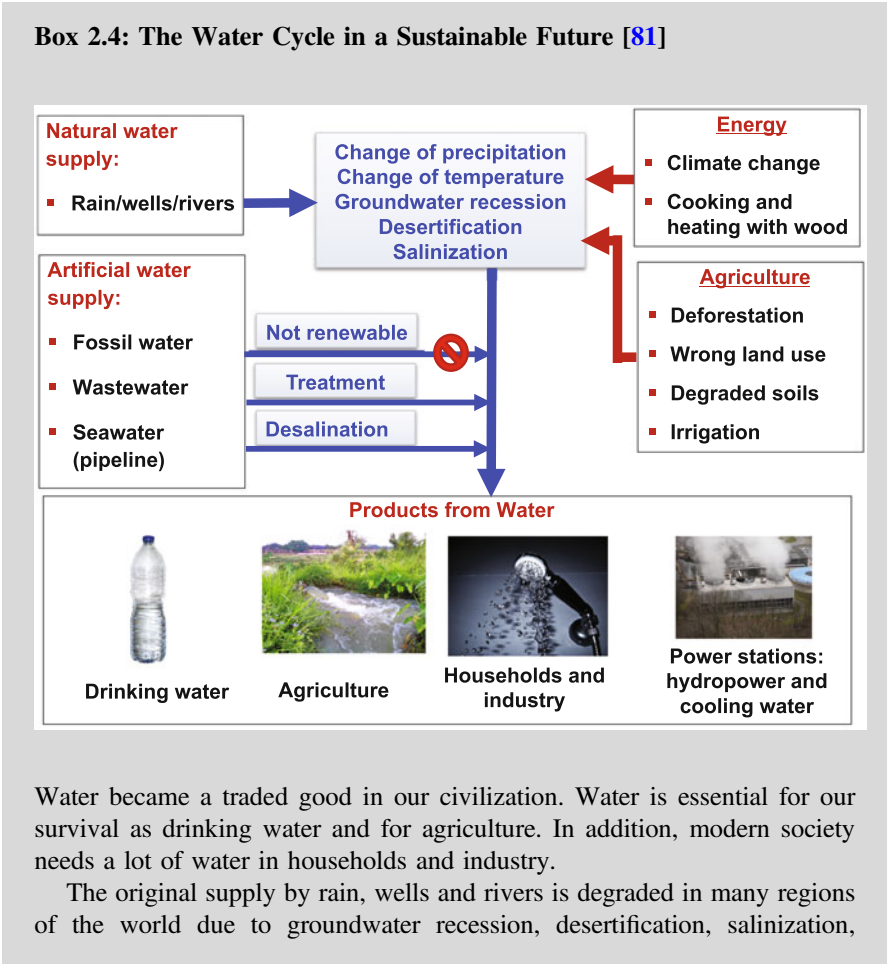 Box 2.4: The Water Cycle in a Sustainable Future [81]
Natural water
supply:
Rain/wells/rivers
Change of precipitation
Change of temperature
Groundwater recession
Desertification
Salinization
Energy
Climate change
Cooking and
heating with wood
Artificial water
supply:
Fossil water
Wastewater
Seawater
(pipeline)
Not renewable
Treatment
Desalination
Agriculture
Deforestation
Wrong land use
Degraded soils
Irrigation
Products from Water
Drinking water
Agriculture
Households and
industry
Power stations:
hydropower and
cooling water
Water became a traded good in our civilization. Water is essential for our
survival as drinking water and for agriculture. In addition, modern society
needs a lot of water in households and industry.
The original supply by rain, wells and rivers is degraded in many regions
of the world due to groundwater recession, desertification, salinization,